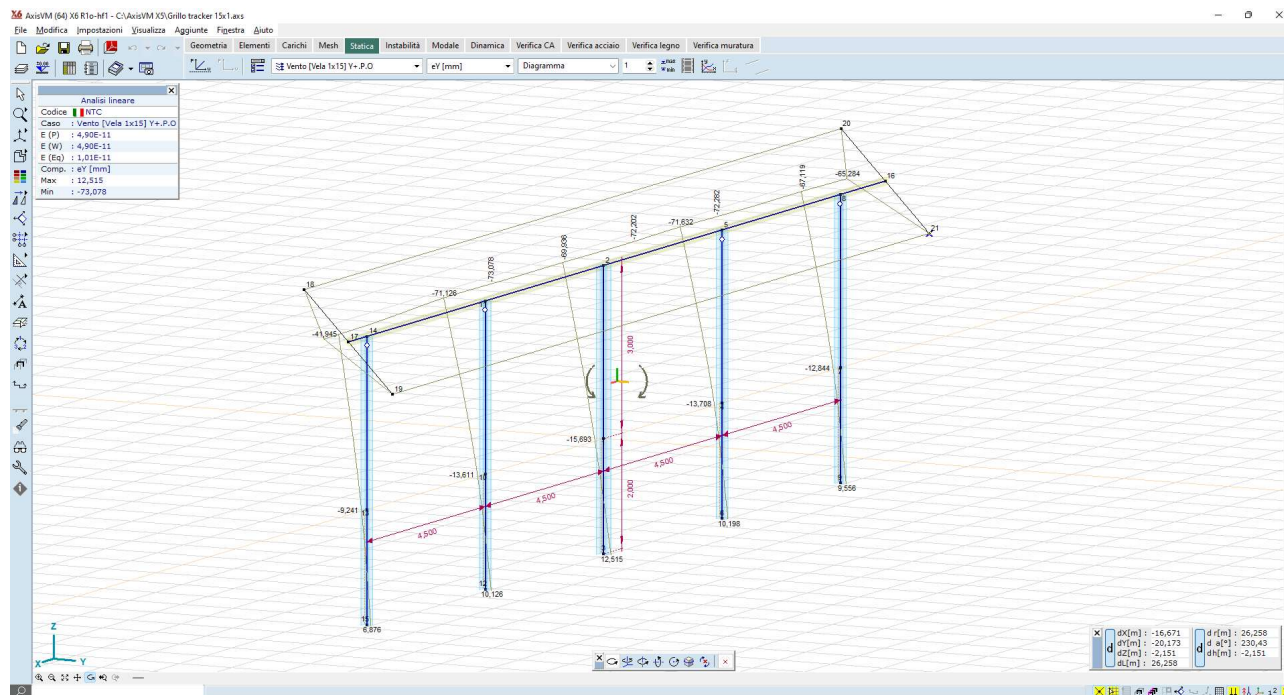 AxisVM (64) X6 R1o-hf1 - C:\AxisVM X5\Grillo tracker 15x1.axs
File Modifica Impostazioni Visualizza Aggiunte Finestra Aiuto
Geometria Elementi Carichi Mesh Statica Instabilità Modale Dinamica Verifica CA Verifica acciaio Verifica legno Verifica muratura
Vento [Vela 1x15] Y+.P.O eY [mm] Diagramma 1
Analisi lineare
Codice NTC
Caso : Vento [Vela 1x15] Y+.P.O
E (P) : 4,90E-11
E (W) : 4,90E-11
E (Eq) : 1,01E-11
Comp. : eY [mm]
Max : 12,515
Min : -73,078
20
-65,284
16
-67,119
6
21
-72,282
5
-71,632
-72,202
2
-69,936
18
-73,078
-71,126
14
17
-41,945
19
3,000
-12,844
-13,708
4,500
-15,693
4,500
-13,611
10
4,500
2,000
9,556
-9,241
13
4,500
10,198
12,515
12
10,126
15
6,876
Z
X
Y
dX[m] : -16,671
dY[m] : -20,173
dZ[m] : -2,151
dL[m] : 26,258
d
d r[m] : 26,258
d a[°] : 230,43
dh[m] : -2,151
d